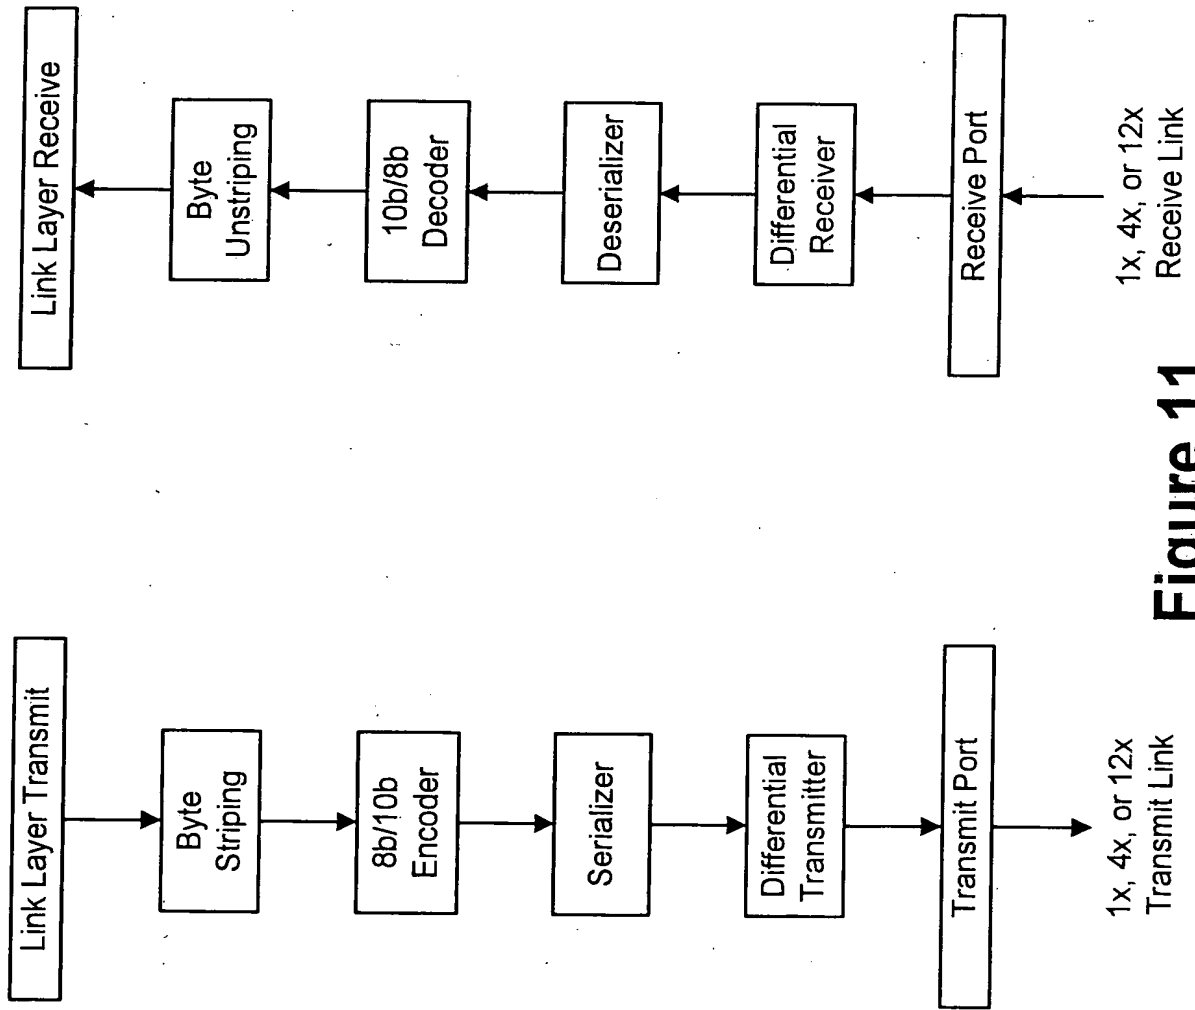 Link Layer Transmit
Byte
Striping
8b/10b
Encoder
Serializer
Differential
Transmitter
Transmit Port
1x, 4x, or 12x
Transmit Link
Link Layer Receive
Byte
Unstriping
10b/8b
Decoder
Deserializer
Differential
Receiver
Receive Port
1x, 4x, or 12x
Receive Link
Figure 11